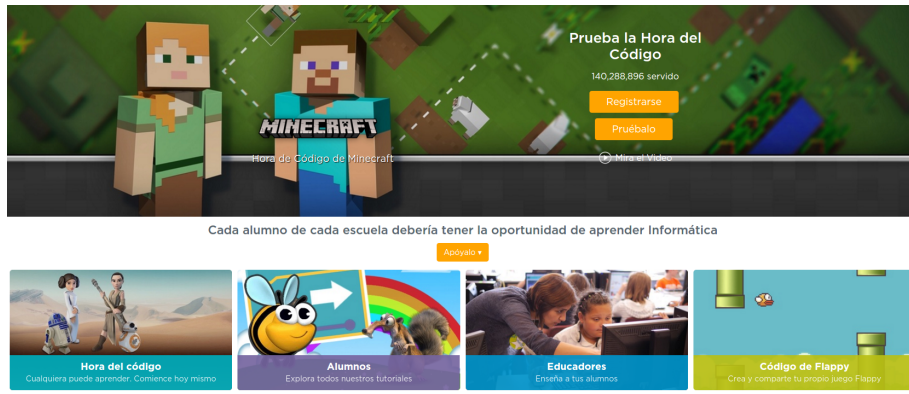 Prueba la Hora del
Código
140,288,896 servido
Registrarse
Pruébalo
Mira el Video
MINECRAFT
Hora de Código de Minecraft
Cada alumno de cada escuela debería tener la oportunidad de aprender Informática
Apóyalo ▾
Hora del código
Cualquiera puede aprender. Comience hoy mismo
Alumnos
Explora todos nuestros tutoriales
Educadores
Enseña a tus alumnos
Código de Flappy
Crea y comparte tu propio juego Flappy